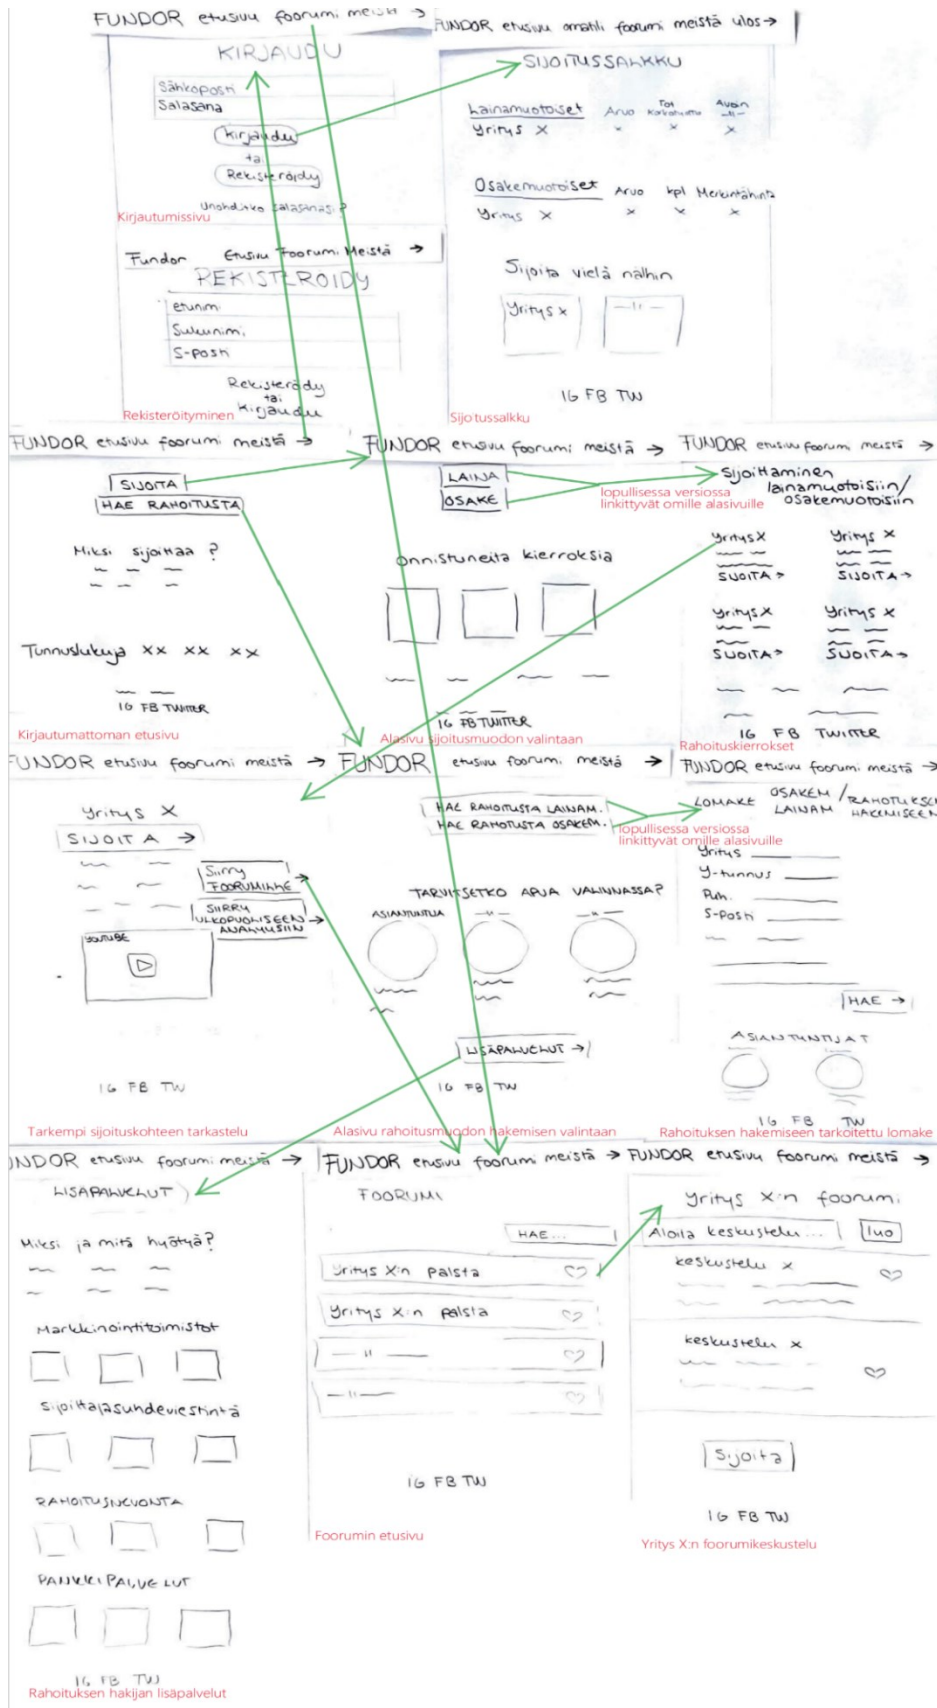 FUNDOR etusivu foorumi meistä →
KIRJAUDU
Sähköposti
Salasana
Kirjaudu
tai
Rekisteröidy
Unohditko salasanasi?
Kirjautumissivu
FUNDOR etusivu omatili foorumi meistä ulos →
SIJOITUSSALKKU
Lainamuotoiset Arvo Tot Korkotuotto Avoin -"-
Yritys X x x x
Osakemuotoiset Arvo kpl Merkintähinta
Yritys X x x x
Sijoita vielä näihin
Yritys x -"-
IG FB TW
Sijoitussalkku
Fundor Etusivu Foorumi Meistä →
REKISTERÖIDY
etunimi
Sukunimi
S-posti
Rekisteröidy
tai
Kirjaudu
Rekisteröityminen
FUNDOR etusivu foorumi meistä →
SIJOITA
HAE RAHOITUSTA
Miksi sijoittaa?
Tunnuslukuja xx xx xx
IG FB TWITTER
Kirjautumattoman etusivu
FUNDOR etusivu foorumi meistä →
LAINA
OSAKE
lopullisessa versiossa
linkittyvät omille alasivuille
Onnistuneita kierroksia
IG FB TWITTER
Alasivu sijoitusmuodon valintaan
FUNDOR etusivu foorumi meistä →
Sijoittaminen
lainamuotoisiin/
osakemuotoisiin
Yritys X Yritys X
SIJOITA → SIJOITA →
Yritys X Yritys X
SIJOITA → SIJOITA →
IG FB TWITTER
Rahoituskierrokset
FUNDOR etusivu foorumi meistä →
Yritys X
SIJOITA →
Siirry
FOORUMILLE
SIIRRY
ULKOPUOLISEEN →
ANALYYSIIN
YOUTUBE
IG FB TW
Tarkempi sijoituskohteen tarkastelu
FUNDOR etusivu foorumi meistä →
HAE RAHOITUSTA LAINAM.
HAE RAHOITUSTA OSAKEM.
lopullisessa versiossa
linkittyvät omille alasivuille
TARVITSETKO APUA VALINNASSA?
ASIANTUNTIJA -"- -"-
LISÄPALVELUT →
IG FB TW
Alasivu rahoitusmuodon hakemisen valintaan
FUNDOR etusivu foorumi meistä →
LOMAKE OSAKEM/ LAINAM RAHOITUKSEN HAKEMISEEN
Yritys
Y-tunnus
Puh.
S-posti
HAE →
ASIANTUNTIJAT
IG FB TW
Rahoituksen hakemiseen tarkoitettu lomake
UNDOR etusivu foorumi meistä →
LISÄPALVELUT
Miksi ja mitä hyötyä?
Markkinointitoimistot
Sijoittajasuhdeviestintä
RAHOITUSNEUVONTA
PANKKIPALVELUT
IG FB TW
Rahoituksen hakijan lisäpalvelut
FUNDOR etusivu foorumi meistä →
FOORUMI
HAE...
Yritys X:n palsta
Yritys X:n palsta
— " —
— " —
IG FB TW
Foorumin etusivu
FUNDOR etusivu foorumi meistä →
Yritys X:n foorumi
Aloita keskustelu... luo
keskustelu x
keskustelu x
Sijoita
IG FB TW
Yritys X:n foorumikeskustelu